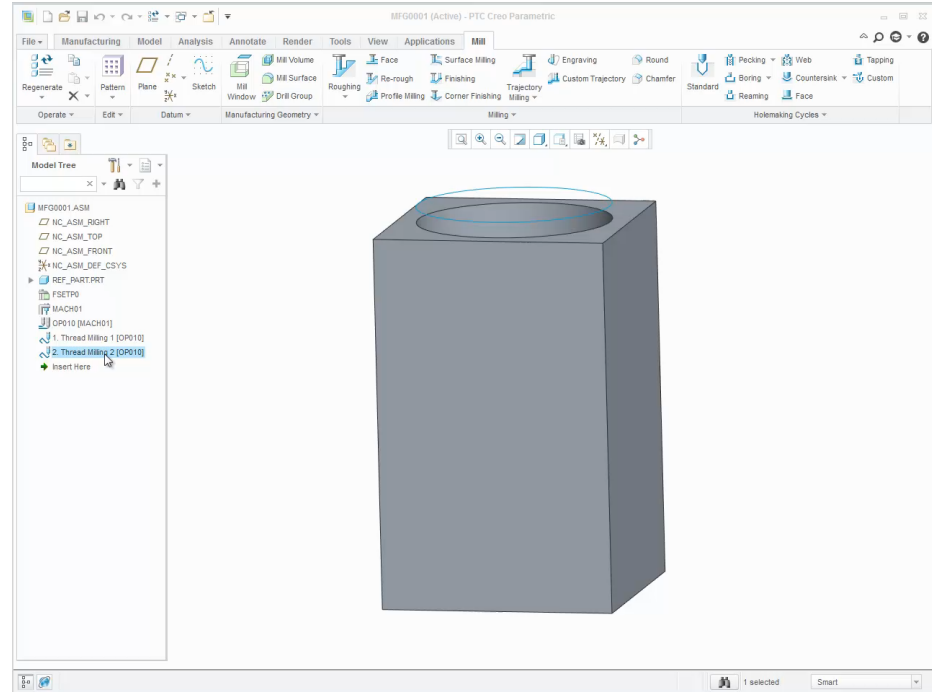 MFG0001 (Active) - PTC Creo Parametric
File Manufacturing Model Analysis Annotate Render Tools View Applications Mill
Regenerate
Operate
Pattern
Edit
Plane
Sketch
Datum
Mill Window
Mill Volume
Mill Surface
Drill Group
Manufacturing Geometry
Roughing
Face
Re-rough
Profile Milling
Surface Milling
Finishing
Corner Finishing
Trajectory Milling
Engraving
Custom Trajectory
Round
Chamfer
Milling
Standard
Pecking
Boring
Reaming
Web
Countersink
Face
Tapping
Custom
Holemaking Cycles
Model Tree
MFG0001.ASM
NC_ASM_RIGHT
NC_ASM_TOP
NC_ASM_FRONT
NC_ASM_DEF_CSYS
REF_PART.PRT
FSETP0
MACH01
OP010 [MACH01]
1. Thread Milling 1 [OP010]
2. Thread Milling 2 [OP010]
Insert Here
1 selected
Smart